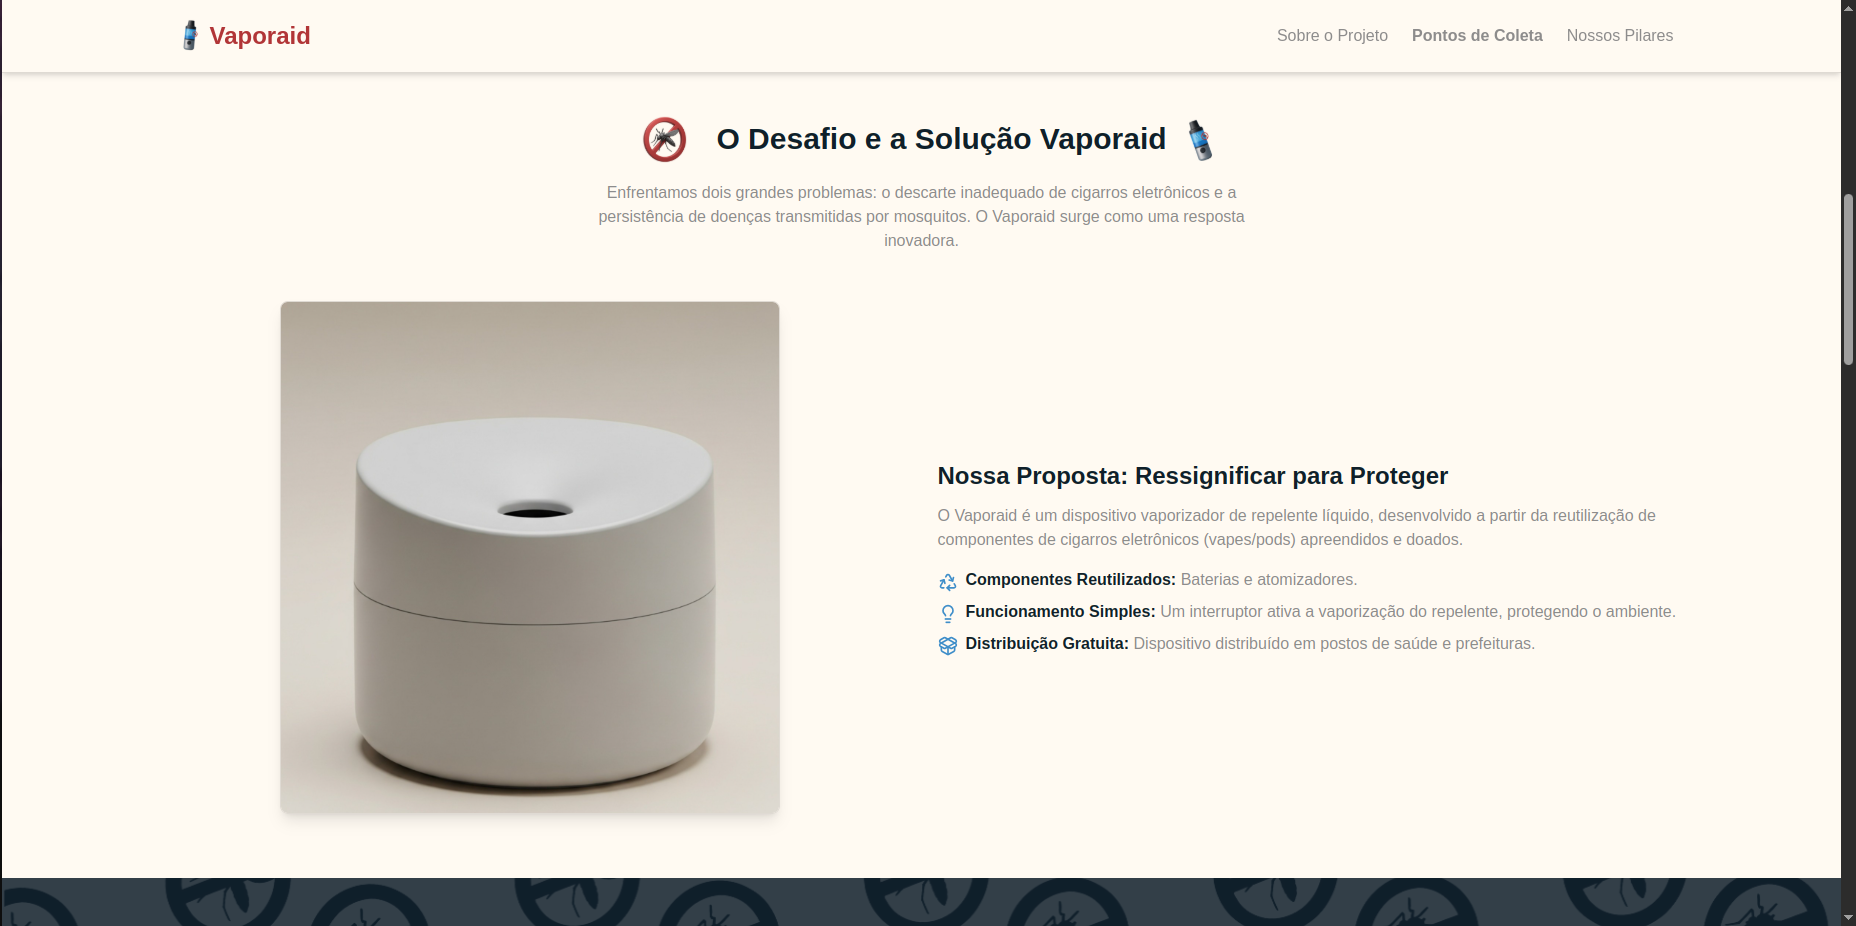 Vaporaid
Sobre o Projeto
Pontos de Coleta
Nossos Pilares
O Desafio e a Solução Vaporaid
Enfrentamos dois grandes problemas: o descarte inadequado de cigarros eletrônicos e a
persistência de doenças transmitidas por mosquitos. O Vaporaid surge como uma resposta
inovadora.
Nossa Proposta: Ressignificar para Proteger
O Vaporaid é um dispositivo vaporizador de repelente líquido, desenvolvido a partir da reutilização de
componentes de cigarros eletrônicos (vapes/pods) apreendidos e doados.
Componentes Reutilizados: Baterias e atomizadores.
Funcionamento Simples: Um interruptor ativa a vaporização do repelente, protegendo o ambiente.
Distribuição Gratuita: Dispositivo distribuído em postos de saúde e prefeituras.